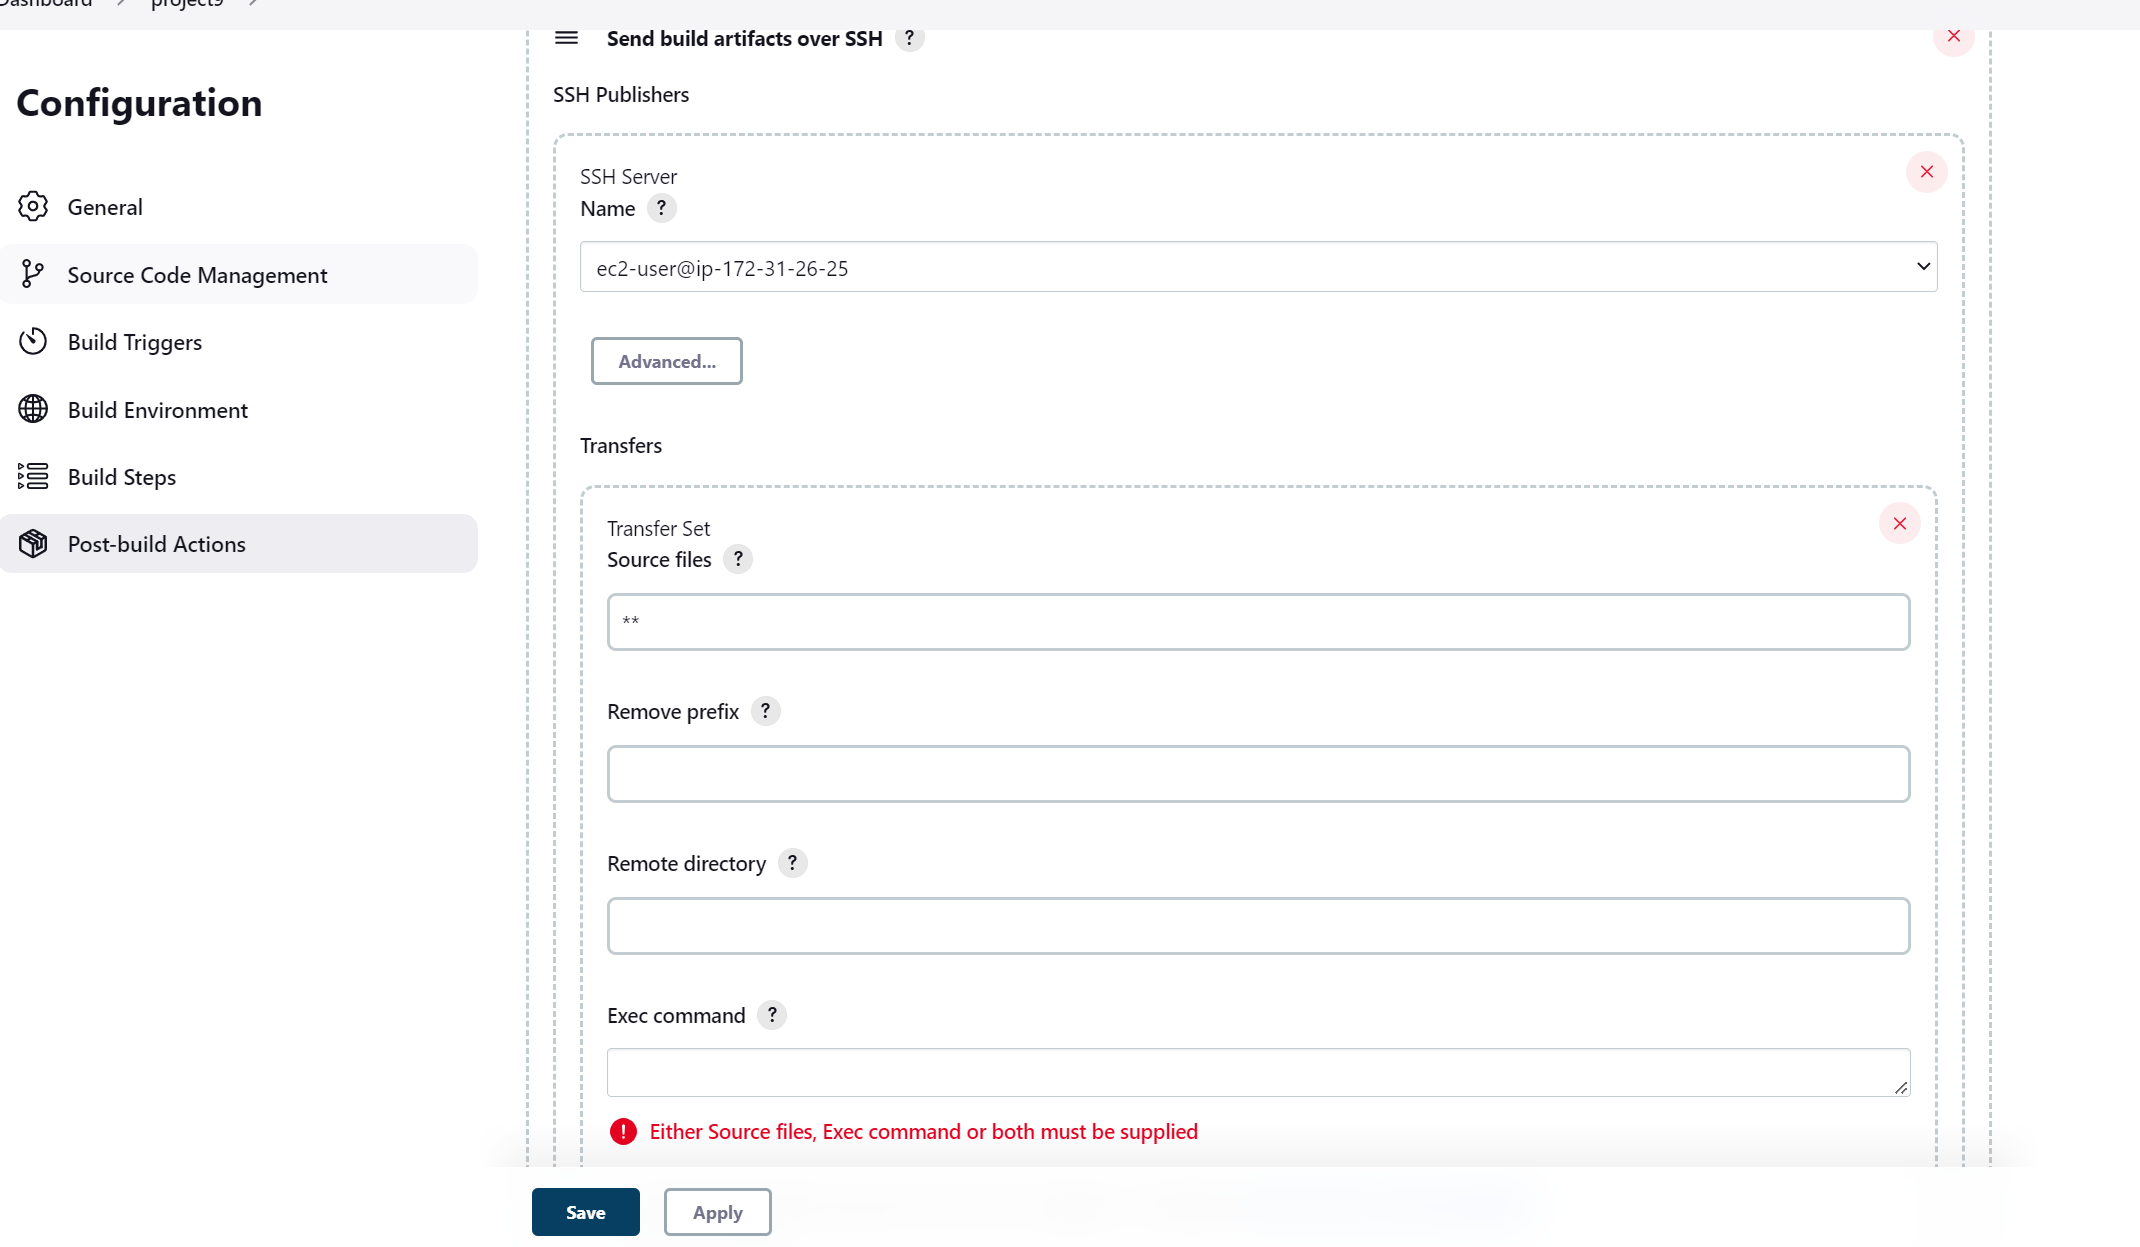 Dashboard > project9 >
Configuration
General
Source Code Management
Build Triggers
Build Environment
Build Steps
Post-build Actions
Send build artifacts over SSH ?
SSH Publishers
SSH Server
Name ?
ec2-user@ip-172-31-26-25
Advanced...
Transfers
Transfer Set
Source files ?
**
Remove prefix ?
Remote directory ?
Exec command ?
Either Source files, Exec command or both must be supplied
Save
Apply